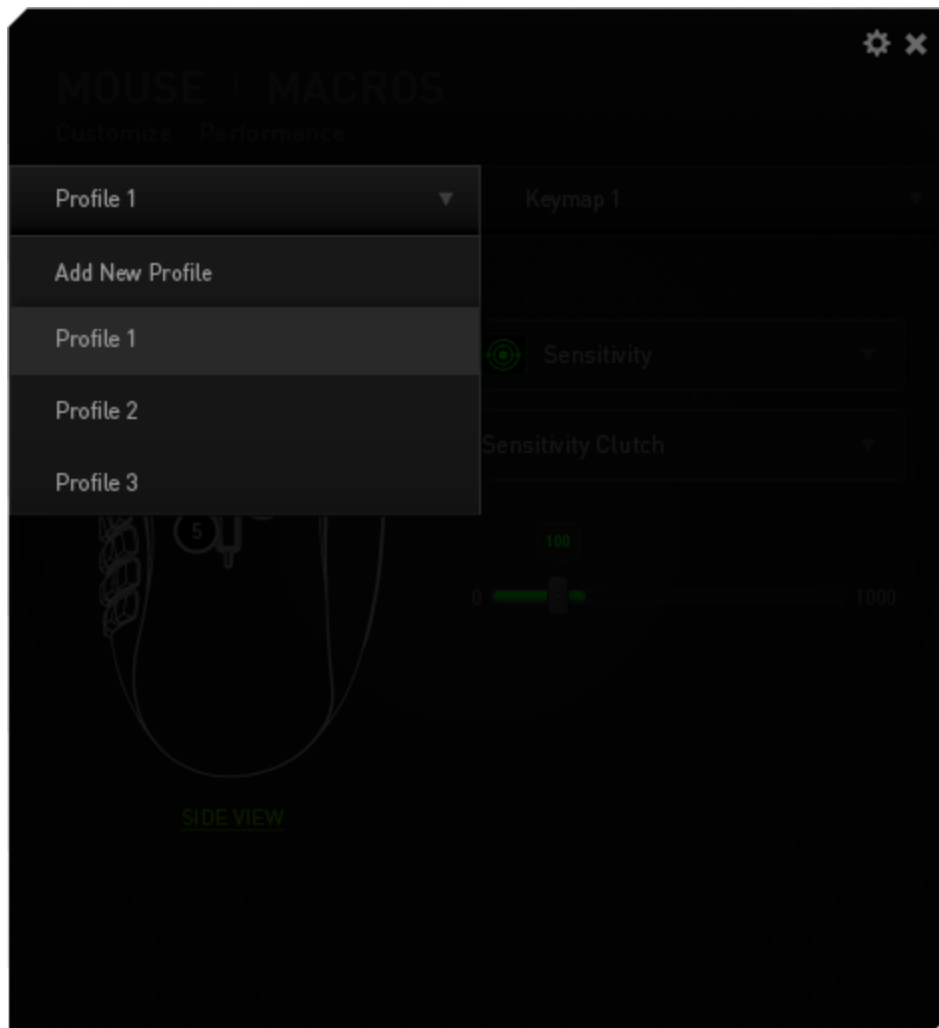 MOUSE | MACROS
Customize Performance
Profile 1 Keymap 1
Add New Profile
Profile 1
Sensitivity
Profile 2
Sensitivity Clutch
Profile 3
5
100
0 1000
SIDE VIEW